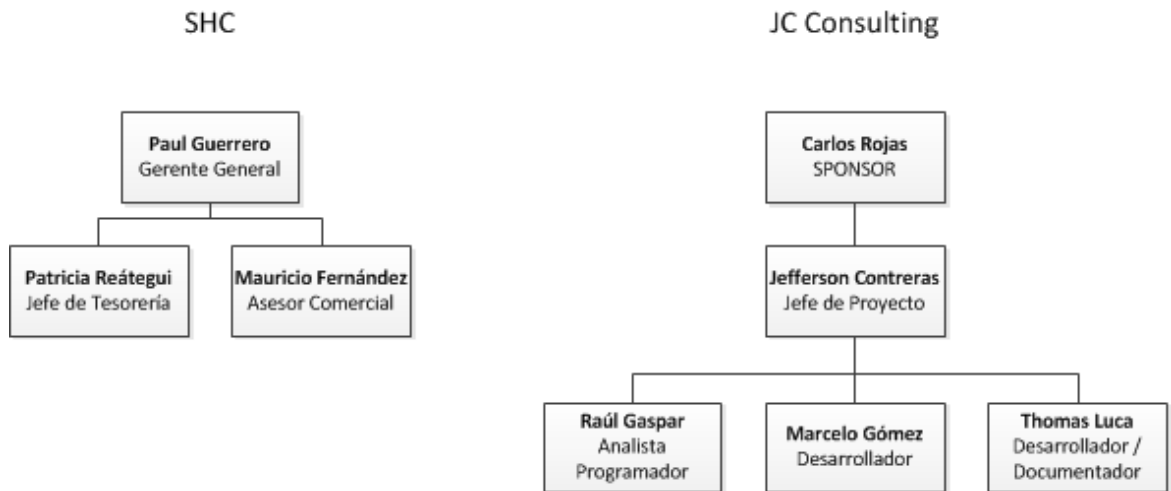 SHC
JC Consulting
Paul Guerrero
Gerente General
Carlos Rojas
SPONSOR
Patricia Reátegui
Jefe de Tesorería
Mauricio Fernández
Asesor Comercial
Jefferson Contreras
Jefe de Proyecto
Raúl Gaspar
Analista
Programador
Marcelo Gómez
Desarrollador
Thomas Luca
Desarrollador /
Documentador